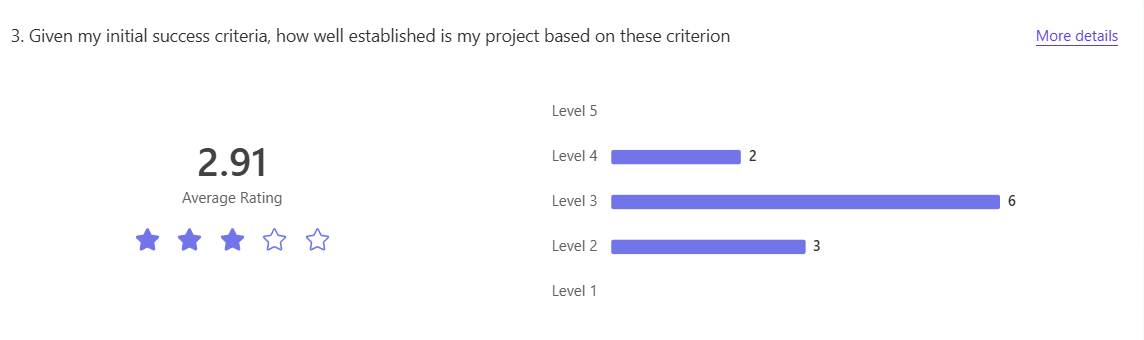 3. Given my initial success criteria, how well established is my project based on these criterion
More details
2.91
Average Rating
Level 5
Level 4 2
Level 3 6
Level 2 3
Level 1